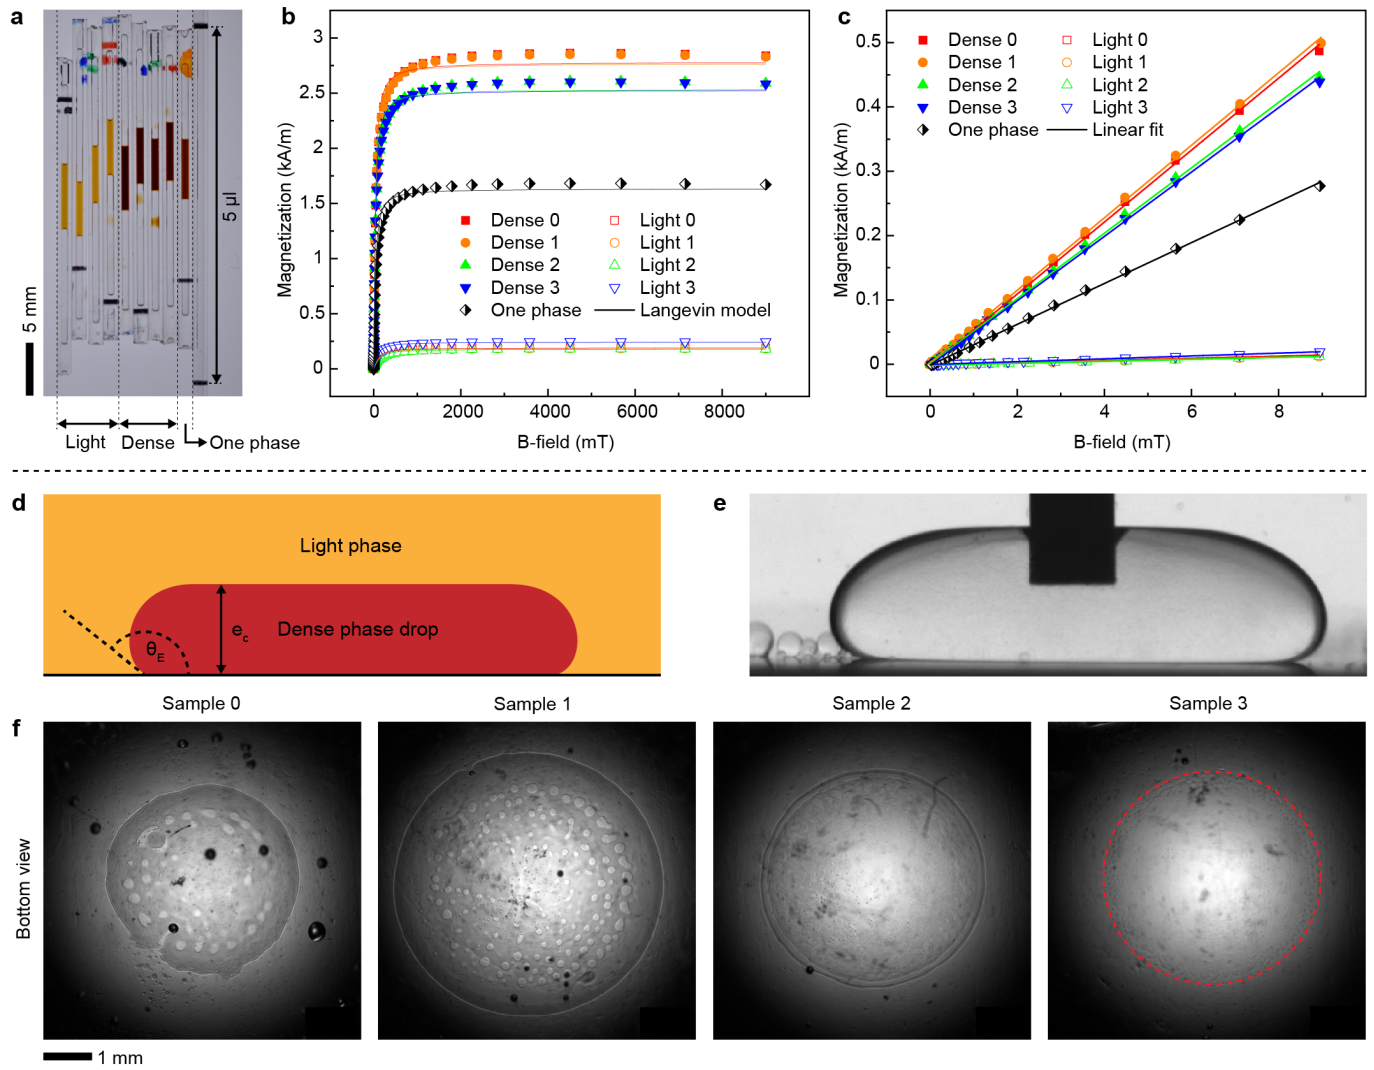 a
5 µl
5 mm
Light
Dense
One phase
b
Magnetization (kA/m)
3
2.5
2
1.5
1
0.5
0
Dense 0
Light 0
Dense 1
Light 1
Dense 2
Light 2
Dense 3
Light 3
One phase
Langevin model
0
2000
4000
6000
8000
B-field (mT)
c
Magnetization (kA/m)
0.5
0.4
0.3
0.2
0.1
0
Dense 0
Light 0
Dense 1
Light 1
Dense 2
Light 2
Dense 3
Light 3
One phase
Linear fit
0
2
4
6
8
B-field (mT)
d
Light phase
Dense phase drop
e_c
θ_E
e
f
Sample 0
Sample 1
Sample 2
Sample 3
Bottom view
1 mm